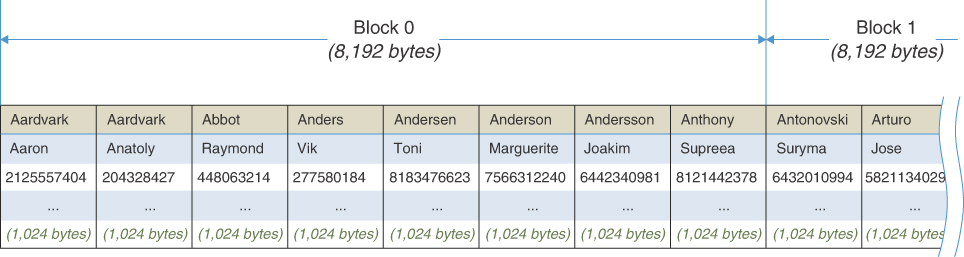 Block 0 Block 1
(8,192 bytes) (8,192 bytes)
Aardvark Aardvark Abbot Anders Andersen Anderson Andersson Anthony Antonovski Arturo
Aaron Anatoly Raymond Vik Toni Marguerite Joakim Supreea Suryma Jose
2125557404 204328427 448063214 277580184 8183476623 7566312240 6442340981 8121442378 6432010994 5821134029
... ... ... ... ... ... ... ... ... ...
(1,024 bytes) (1,024 bytes) (1,024 bytes) (1,024 bytes) (1,024 bytes) (1,024 bytes) (1,024 bytes) (1,024 bytes) (1,024 bytes) (1,024 bytes